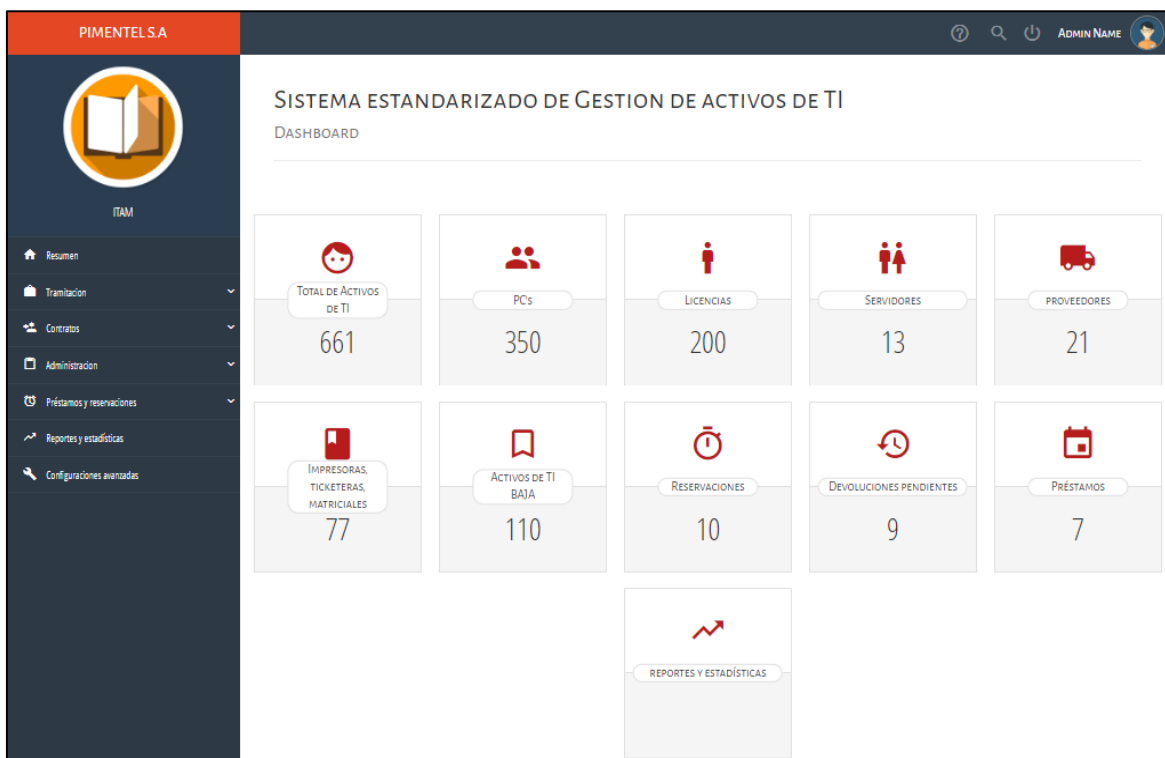 PIMENTEL S.A
Admin Name
ITAM
Resumen
Tramitacion
Contratos
Administracion
Préstamos y reservaciones
Reportes y estadísticas
Configuraciones avanzadas
Sistema estandarizado de Gestion de activos de TI
Dashboard
Total de Activos
de TI
661
PC's
350
Licencias
200
Servidores
13
proveedores
21
Impresoras,
ticketeras,
matriciales
77
Activos de TI
baja
110
Reservaciones
10
Devoluciones pendientes
9
Préstamos
7
reportes y estadísticas